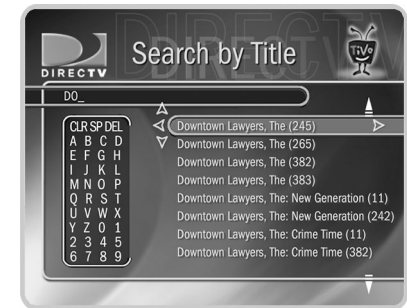 DIRECTV
Search by Title
TiVo
DO_
CLR SP DEL
A B C D
E F G H
I J K L
M N O P
Q R S T
U V W X
Y Z 0 1
2 3 4 5
6 7 8 9
Downtown Lawyers, The (245)
Downtown Lawyers, The (265)
Downtown Lawyers, The (382)
Downtown Lawyers, The (383)
Downtown Lawyers, The: New Generation (11)
Downtown Lawyers, The: New Generation (242)
Downtown Lawyers, The: Crime Time (11)
Downtown Lawyers, The: Crime Time (382)